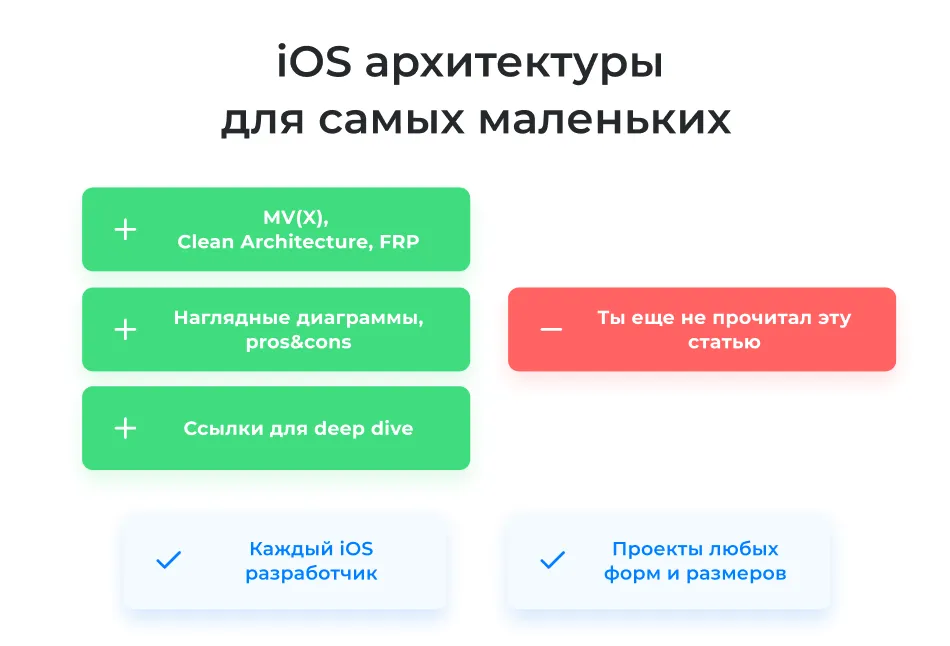 iOS архитектуры
для самых маленьких
MV(X),
Clean Architecture, FRP
Наглядные диаграммы,
pros&cons
Ты еще не прочитал эту
статью
Ссылки для deep dive
Каждый iOS
разработчик
Проекты любых
форм и размеров